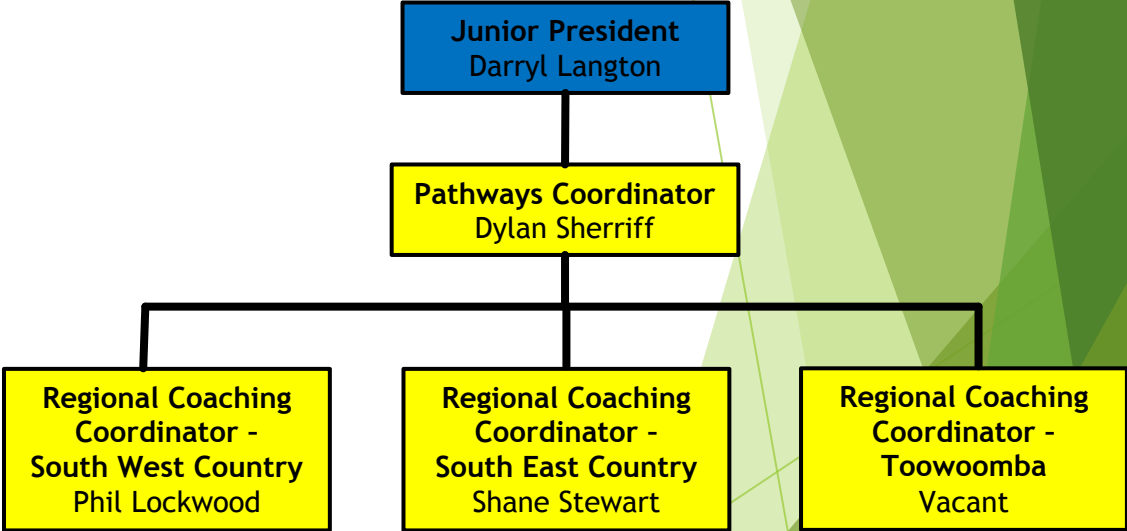 Junior President
Darryl Langton
Pathways Coordinator
Dylan Sherriff
Regional Coaching
Coordinator –
South West Country
Phil Lockwood
Regional Coaching
Coordinator –
South East Country
Shane Stewart
Regional Coaching
Coordinator –
Toowoomba
Vacant